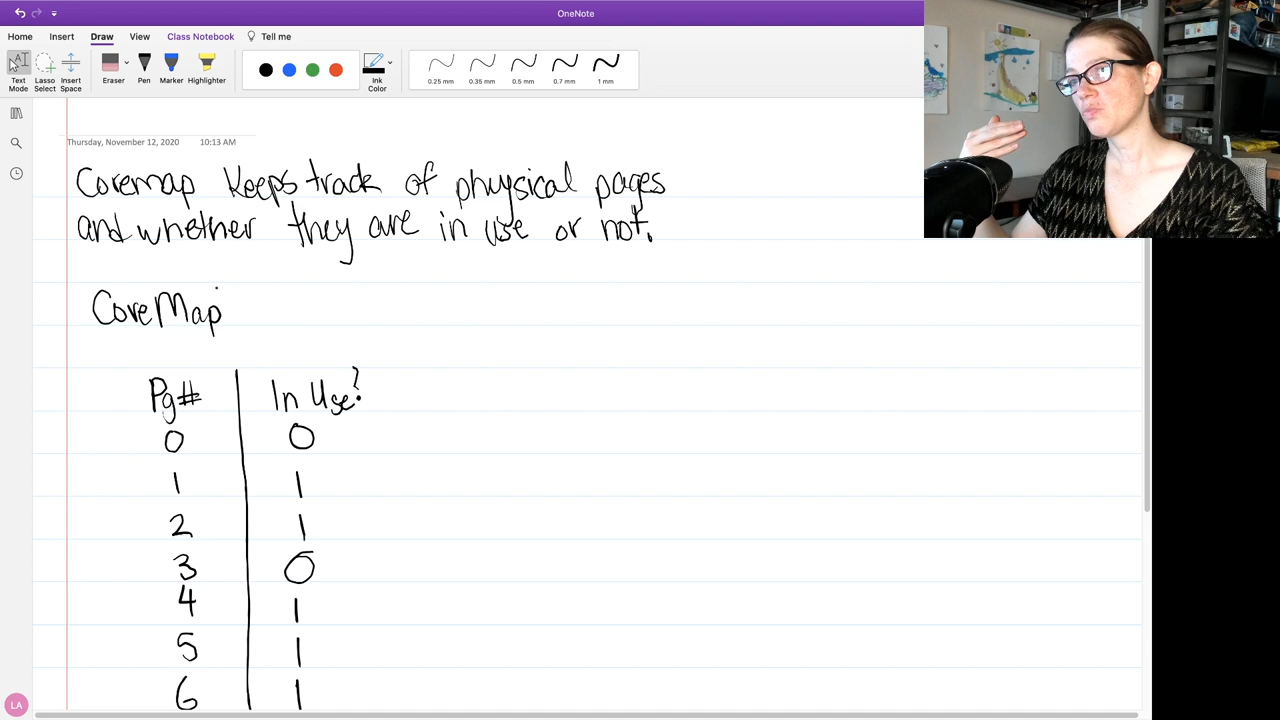 OneNote
Home Insert Draw View Class Notebook Tell me
Text Mode Lasso Select Insert Space Eraser Pen Marker Highlighter 0.25 mm 0.35 mm 0.5 mm 0.7 mm 1 mm Ink Color
Thursday, November 12, 2020 10:13 AM
Coremap keeps track of physical pages
and whether they are in use or not.
CoreMap
Pg# In Use?
0 0
1 1
2 1
3 0
4 1
5 1
6 1
LA